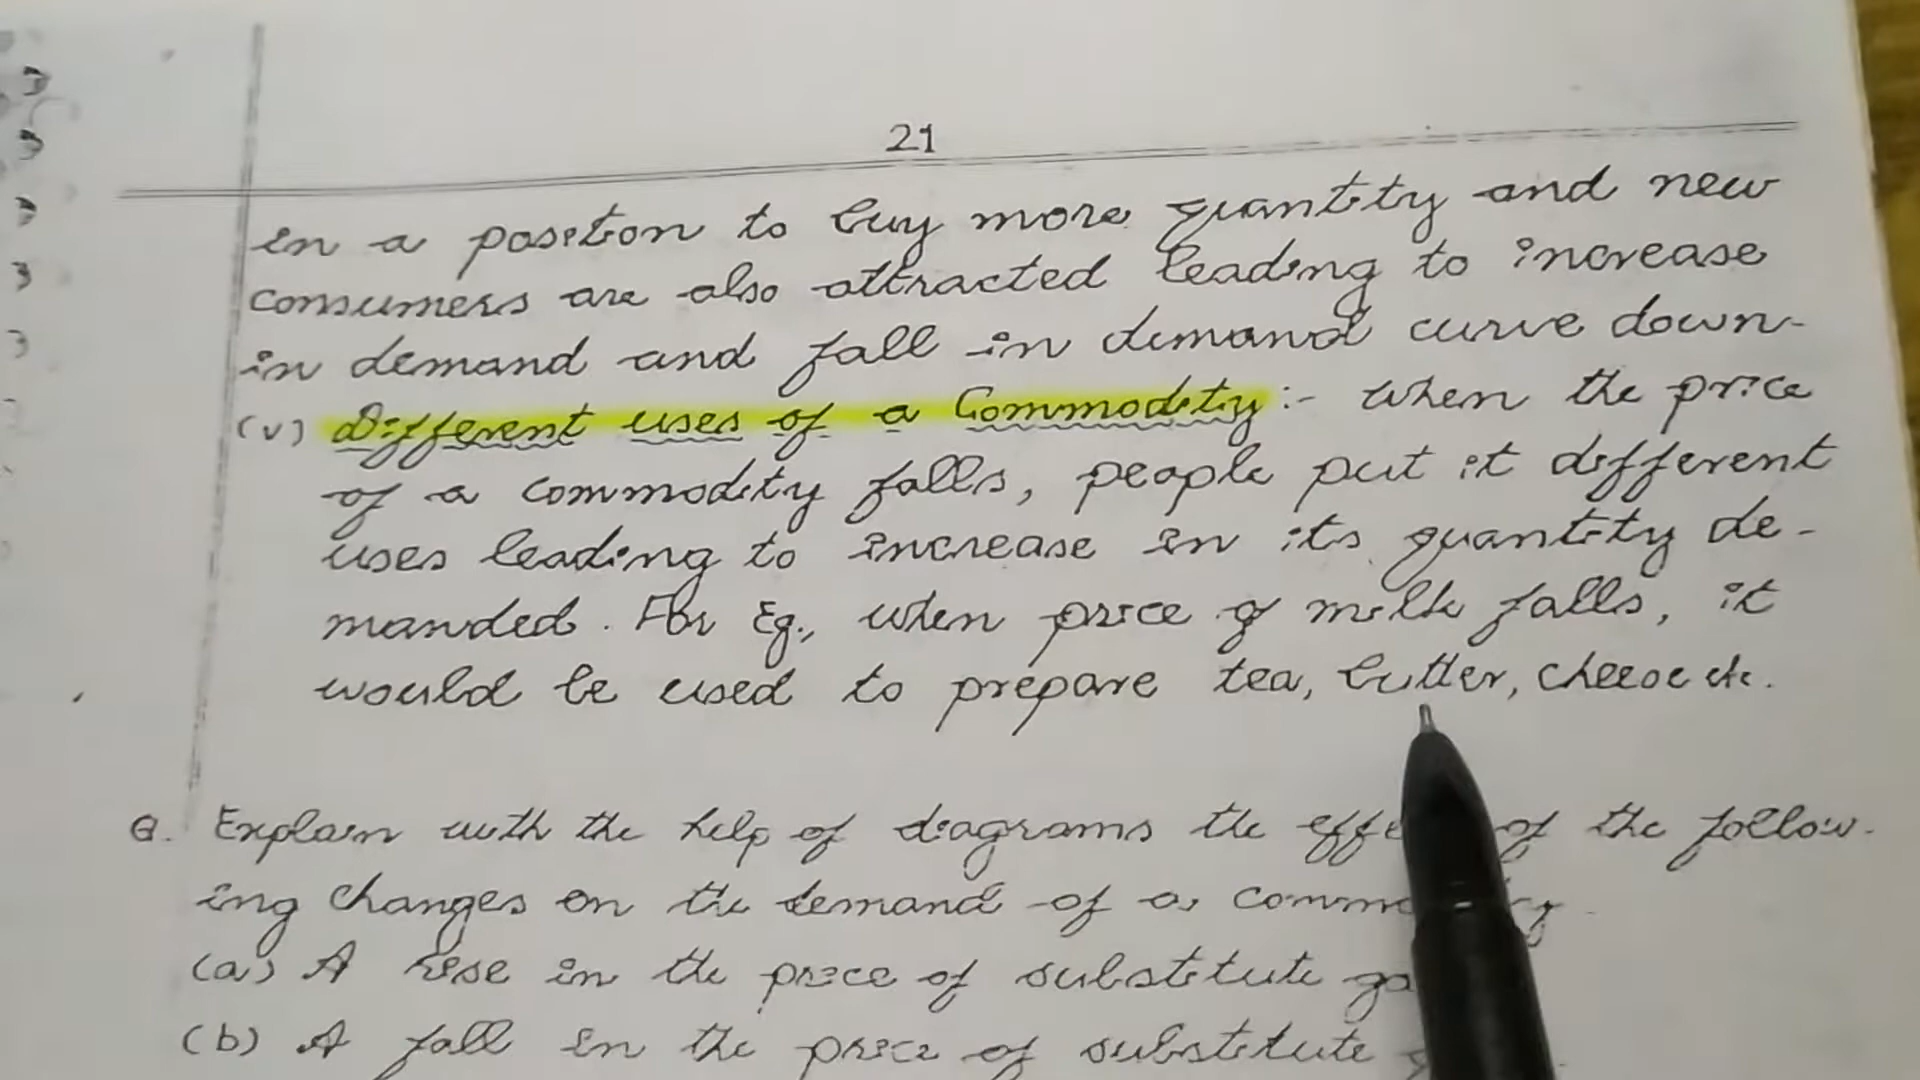 21
in a position to buy more quantity and new
consumers are also attracted leading to increase
in demand and fall in demand curve down-
(v) Different uses of a Commodity :- When the price
of a commodity falls, people put it different
uses leading to increase in its quantity de-
manded. For Eg., when price of milk falls, it
would be used to prepare tea, butter, cheese etc.
Q. Explain with the help of diagrams the of the follow-
ing changes on the demand of a
(a) A rise in the price of substitute
(b) A fall in the price of substitute